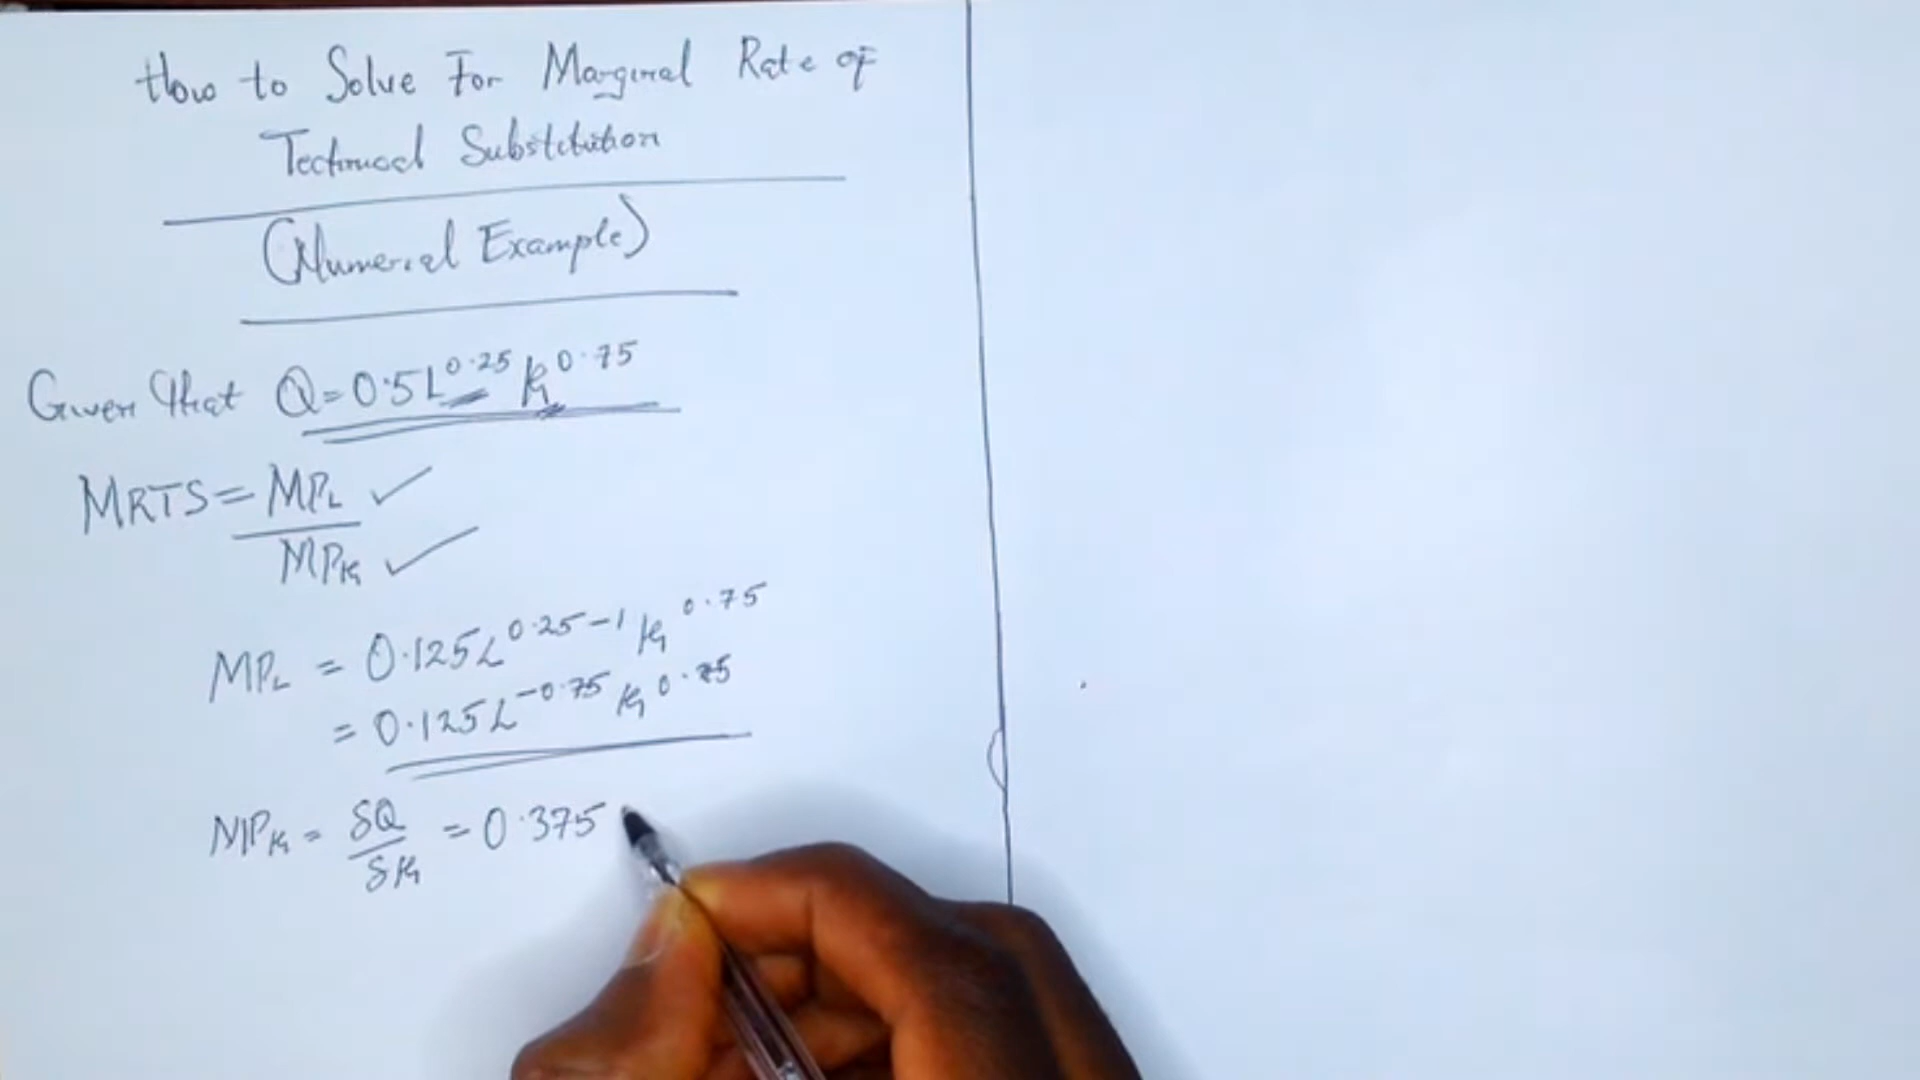 How to Solve For Marginal Rate of
Technical Substitution
(Numerical Example)
Given that Q=0.5L^0.25 K^0.75
MRTS = MPL ✓
MPK ✓
MPL = 0.125L^0.25-1 K^0.75
= 0.125L^-0.75 K^0.75
MPK = δQ/δK = 0.375